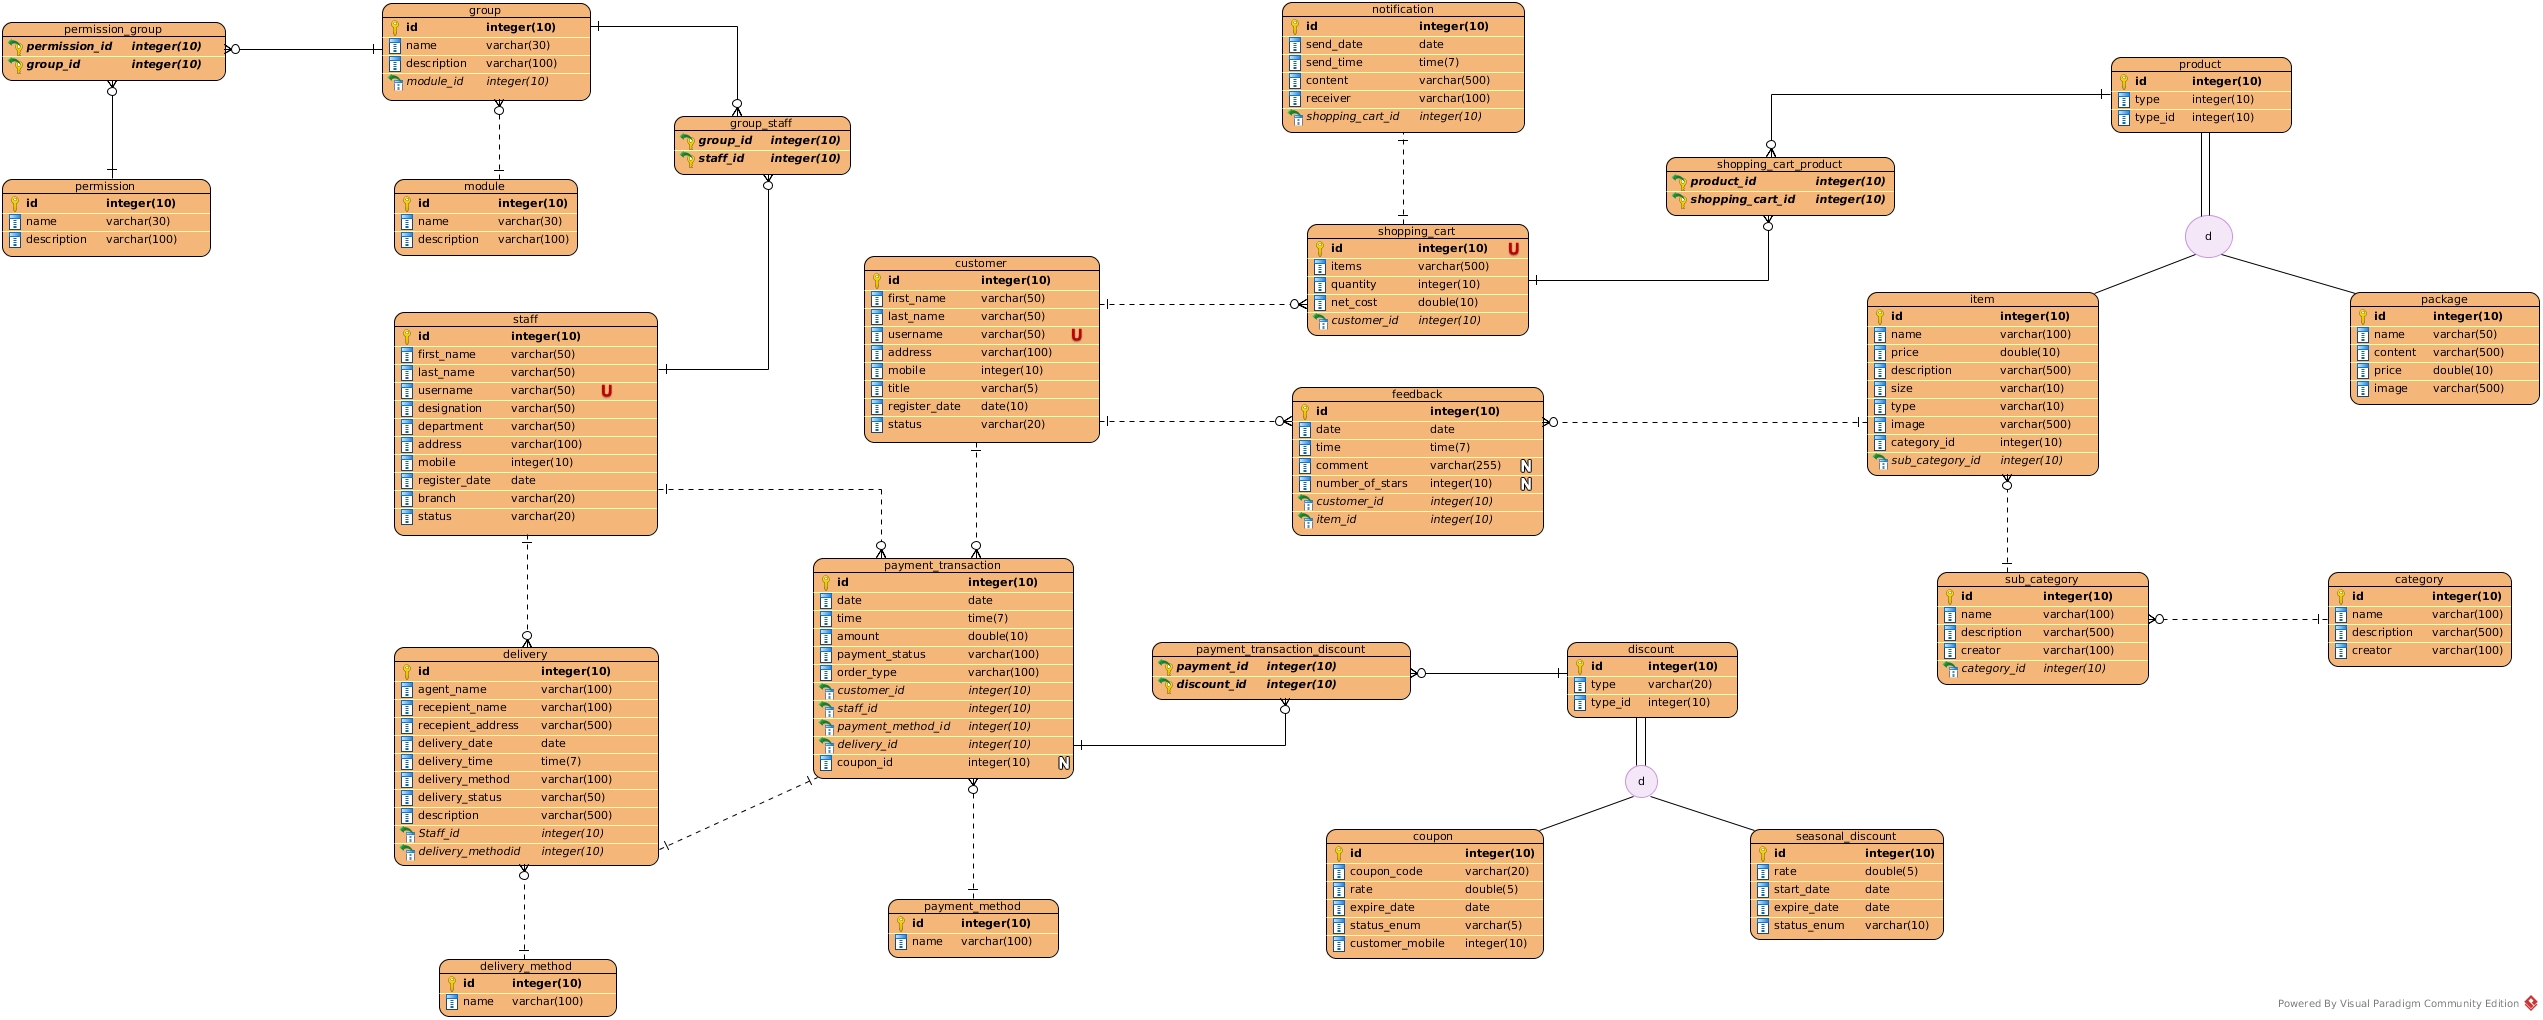 permission_group
permission_id integer(10)
group_id integer(10)
group
id integer(10)
name varchar(30)
description varchar(100)
module_id integer(10)
group_staff
group_id integer(10)
staff_id integer(10)
permission
id integer(10)
name varchar(30)
description varchar(100)
module
id integer(10)
name varchar(30)
description varchar(100)
notification
id integer(10)
send_date date
send_time time(7)
content varchar(500)
receiver varchar(100)
shopping_cart_id integer(10)
product
id integer(10)
type integer(10)
type_id integer(10)
shopping_cart_product
product_id integer(10)
shopping_cart_id integer(10)
d
shopping_cart
id integer(10) U
items varchar(500)
quantity integer(10)
net_cost double(10)
customer_id integer(10)
customer
id integer(10)
first_name varchar(50)
last_name varchar(50)
username varchar(50) U
address varchar(100)
mobile integer(10)
title varchar(5)
register_date date(10)
status varchar(20)
item
id integer(10)
name varchar(100)
price double(10)
description varchar(500)
size varchar(10)
type varchar(10)
image varchar(500)
category_id integer(10)
sub_category_id integer(10)
package
id integer(10)
name varchar(50)
content varchar(500)
price double(10)
image varchar(500)
staff
id integer(10)
first_name varchar(50)
last_name varchar(50)
username varchar(50) U
designation varchar(50)
department varchar(50)
address varchar(100)
mobile integer(10)
register_date date
branch varchar(20)
status varchar(20)
feedback
id integer(10)
date date
time time(7)
comment varchar(255) N
number_of_stars integer(10) N
customer_id integer(10)
item_id integer(10)
payment_transaction
id integer(10)
date date
time time(7)
amount double(10)
payment_status varchar(100)
order_type varchar(100)
customer_id integer(10)
staff_id integer(10)
payment_method_id integer(10)
delivery_id integer(10)
coupon_id integer(10) N
sub_category
id integer(10)
name varchar(100)
description varchar(500)
creator varchar(100)
category_id integer(10)
category
id integer(10)
name varchar(100)
description varchar(500)
creator varchar(100)
delivery
id integer(10)
agent_name varchar(100)
recepient_name varchar(100)
recepient_address varchar(500)
delivery_date date
delivery_time time(7)
delivery_method varchar(100)
delivery_status varchar(50)
description varchar(500)
Staff_id integer(10)
delivery_methodid integer(10)
payment_transaction_discount
payment_id integer(10)
discount_id integer(10)
discount
id integer(10)
type varchar(20)
type_id integer(10)
d
coupon
id integer(10)
coupon_code varchar(20)
rate double(5)
expire_date date
status_enum varchar(5)
customer_mobile integer(10)
seasonal_discount
id integer(10)
rate double(5)
start_date date
expire_date date
status_enum varchar(10)
payment_method
id integer(10)
name varchar(100)
delivery_method
id integer(10)
name varchar(100)
Powered By Visual Paradigm Community Edition